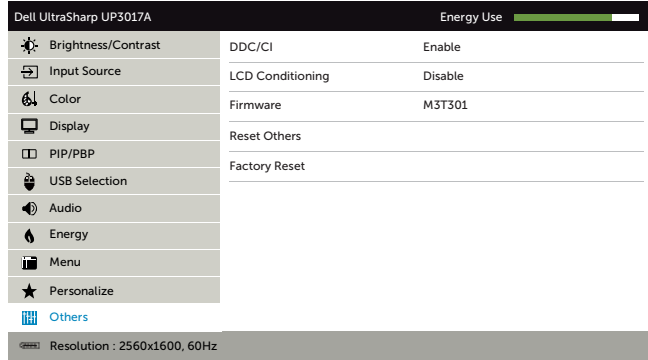 Dell UltraSharp UP3017A Energy Use
Brightness/Contrast
Input Source
Color
Display
PIP/PBP
USB Selection
Audio
Energy
Menu
Personalize
Others
DDC/CI Enable
LCD Conditioning Disable
Firmware M3T301
Reset Others
Factory Reset
Resolution : 2560x1600, 60Hz